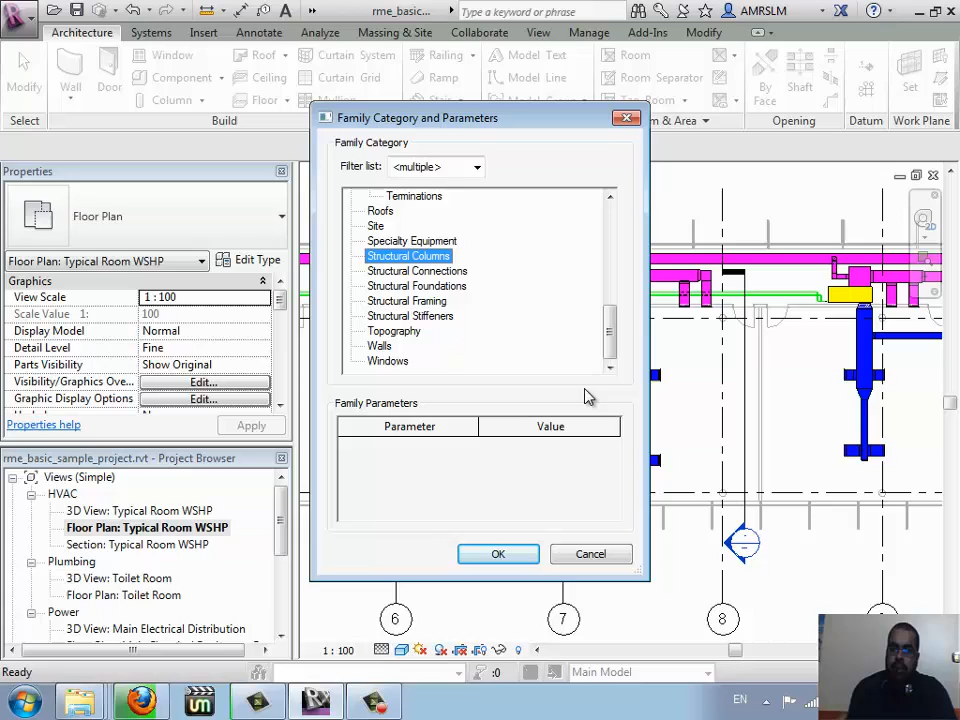 rme_basic...
Type a keyword or phrase
AMRSLM
Architecture
Systems
Insert
Annotate
Analyze
Massing & Site
Collaborate
View
Manage
Add-Ins
Modify
Modify
Wall
Door
Window
Component
Column
Roof
Ceiling
Floor
Curtain System
Curtain Grid
Mullion
Railing
Ramp
Stair
Model Text
Model Line
Room
Room Separator
Tag Room
By
Face
Shaft
Set
Select
Build
m & Area
Opening
Datum
Work Plane
Properties
Floor Plan
Floor Plan: Typical Room WSHP
Edit Type
Graphics
View Scale
1 : 100
Scale Value 1:
100
Display Model
Normal
Detail Level
Fine
Parts Visibility
Show Original
Visibility/Graphics Ove...
Edit...
Graphic Display Options
Edit...
Properties help
Apply
rme_basic_sample_project.rvt - Project Browser
Views (Simple)
HVAC
3D View: Typical Room WSHP
Floor Plan: Typical Room WSHP
Section: Typical Room WSHP
Plumbing
3D View: Toilet Room
Floor Plan: Toilet Room
Power
3D View: Main Electrical Distribution
Family Category and Parameters
Family Category
Filter list:
<multiple>
Terminations
Roofs
Site
Specialty Equipment
Structural Columns
Structural Connections
Structural Foundations
Structural Framing
Structural Stiffeners
Topography
Walls
Windows
Family Parameters
Parameter
Value
OK
Cancel
2D
6
7
8
1 : 100
Ready
:0
Main Model
EN